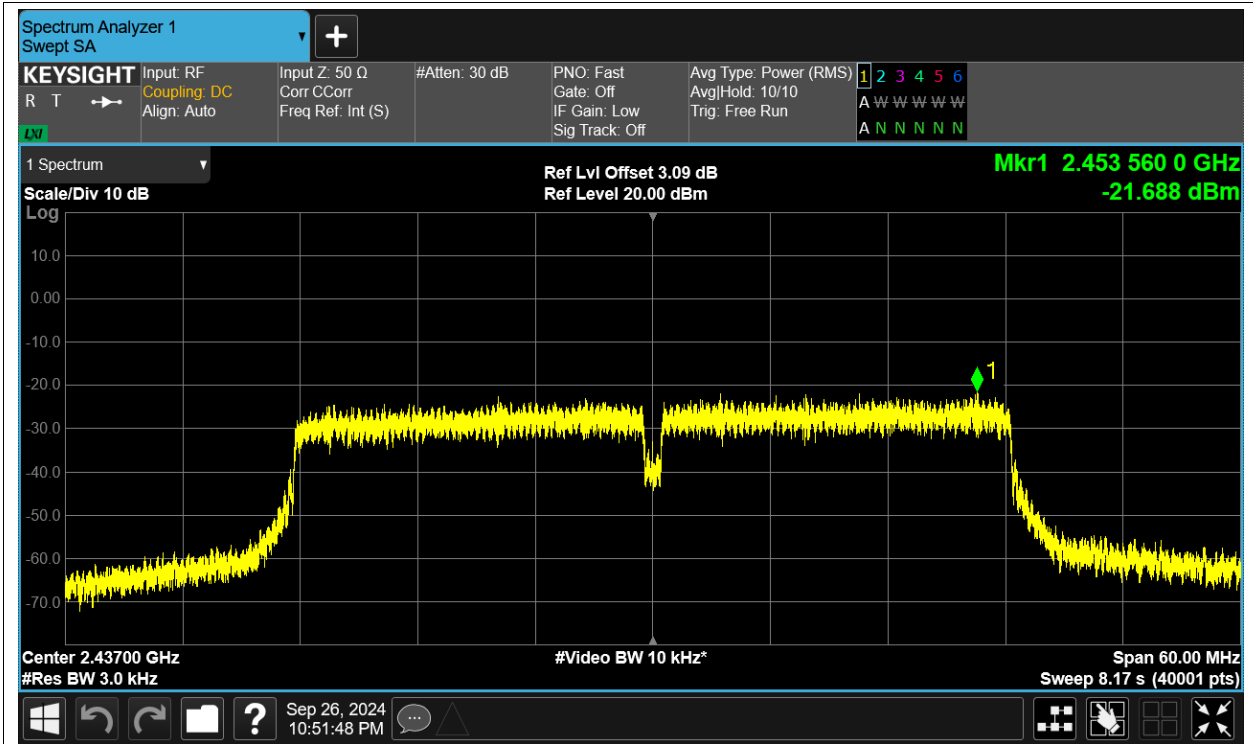 Spectrum Analyzer 1
Swept SA
KEYSIGHT
R T
LXI
Input: RF
Coupling: DC
Align: Auto
Input Z: 50 Ω
Corr CCorr
Freq Ref: Int (S)
#Atten: 30 dB
PNO: Fast
Gate: Off
IF Gain: Low
Sig Track: Off
Avg Type: Power (RMS)
Avg|Hold: 10/10
Trig: Free Run
1 2 3 4 5 6
A W W W W W
A N N N N N
1 Spectrum
Scale/Div 10 dB
Log
Ref Lvl Offset 3.09 dB
Ref Level 20.00 dBm
Mkr1 2.453 560 0 GHz
-21.688 dBm
10.0
0.00
-10.0
-20.0
-30.0
-40.0
-50.0
-60.0
-70.0
1
Center 2.43700 GHz
#Res BW 3.0 kHz
#Video BW 10 kHz*
Span 60.00 MHz
Sweep 8.17 s (40001 pts)
?
Sep 26, 2024
10:51:48 PM